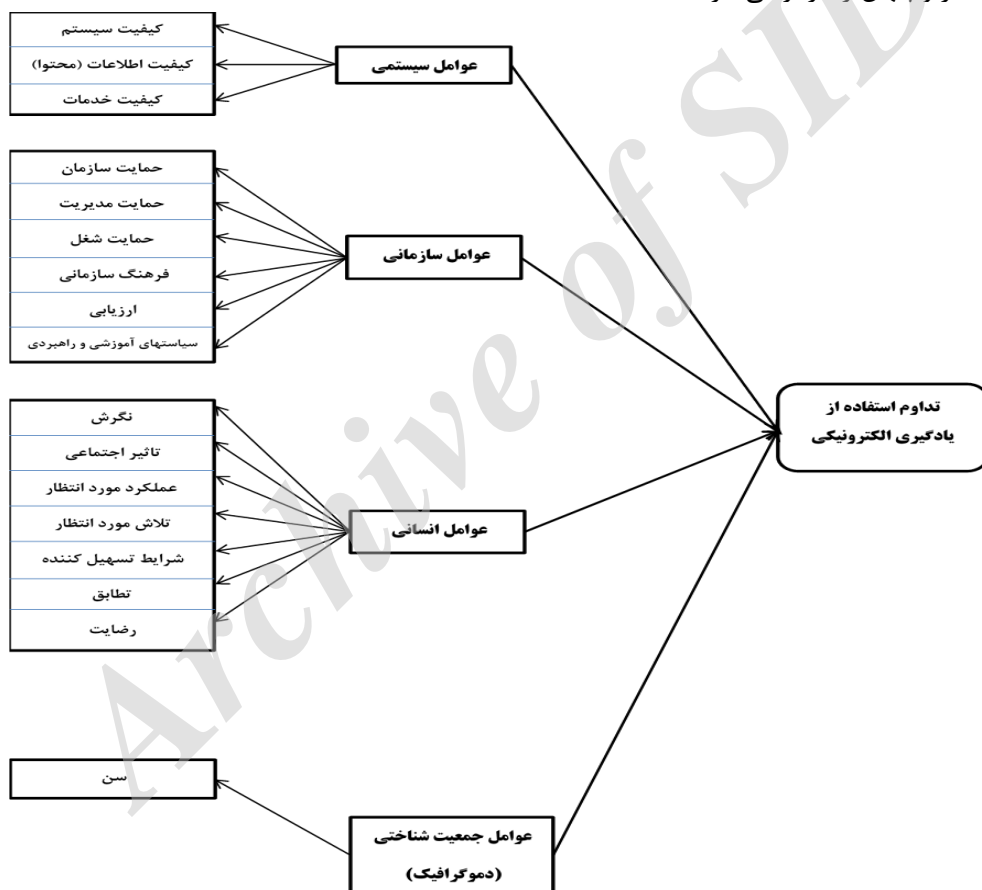 کیفیت سیستم
کیفیت اطلاعات (محتوا)
کیفیت خدمات
عوامل سیستمی
حمایت سازمان
حمایت مدیریت
حمایت شغل
فرهنگ سازمانی
ارزیابی
سیاستهای آموزشی و راهبردی
عوامل سازمانی
تداوم استفاده از
یادگیری الکترونیکی
نگرش
تاثیر اجتماعی
عملکرد مورد انتظار
تلاش مورد انتظار
شرایط تسهیل کننده
تطابق
رضایت
عوامل انسانی
سن
عوامل جمعیت شناختی
(دموگرافیک)
Archive of SID